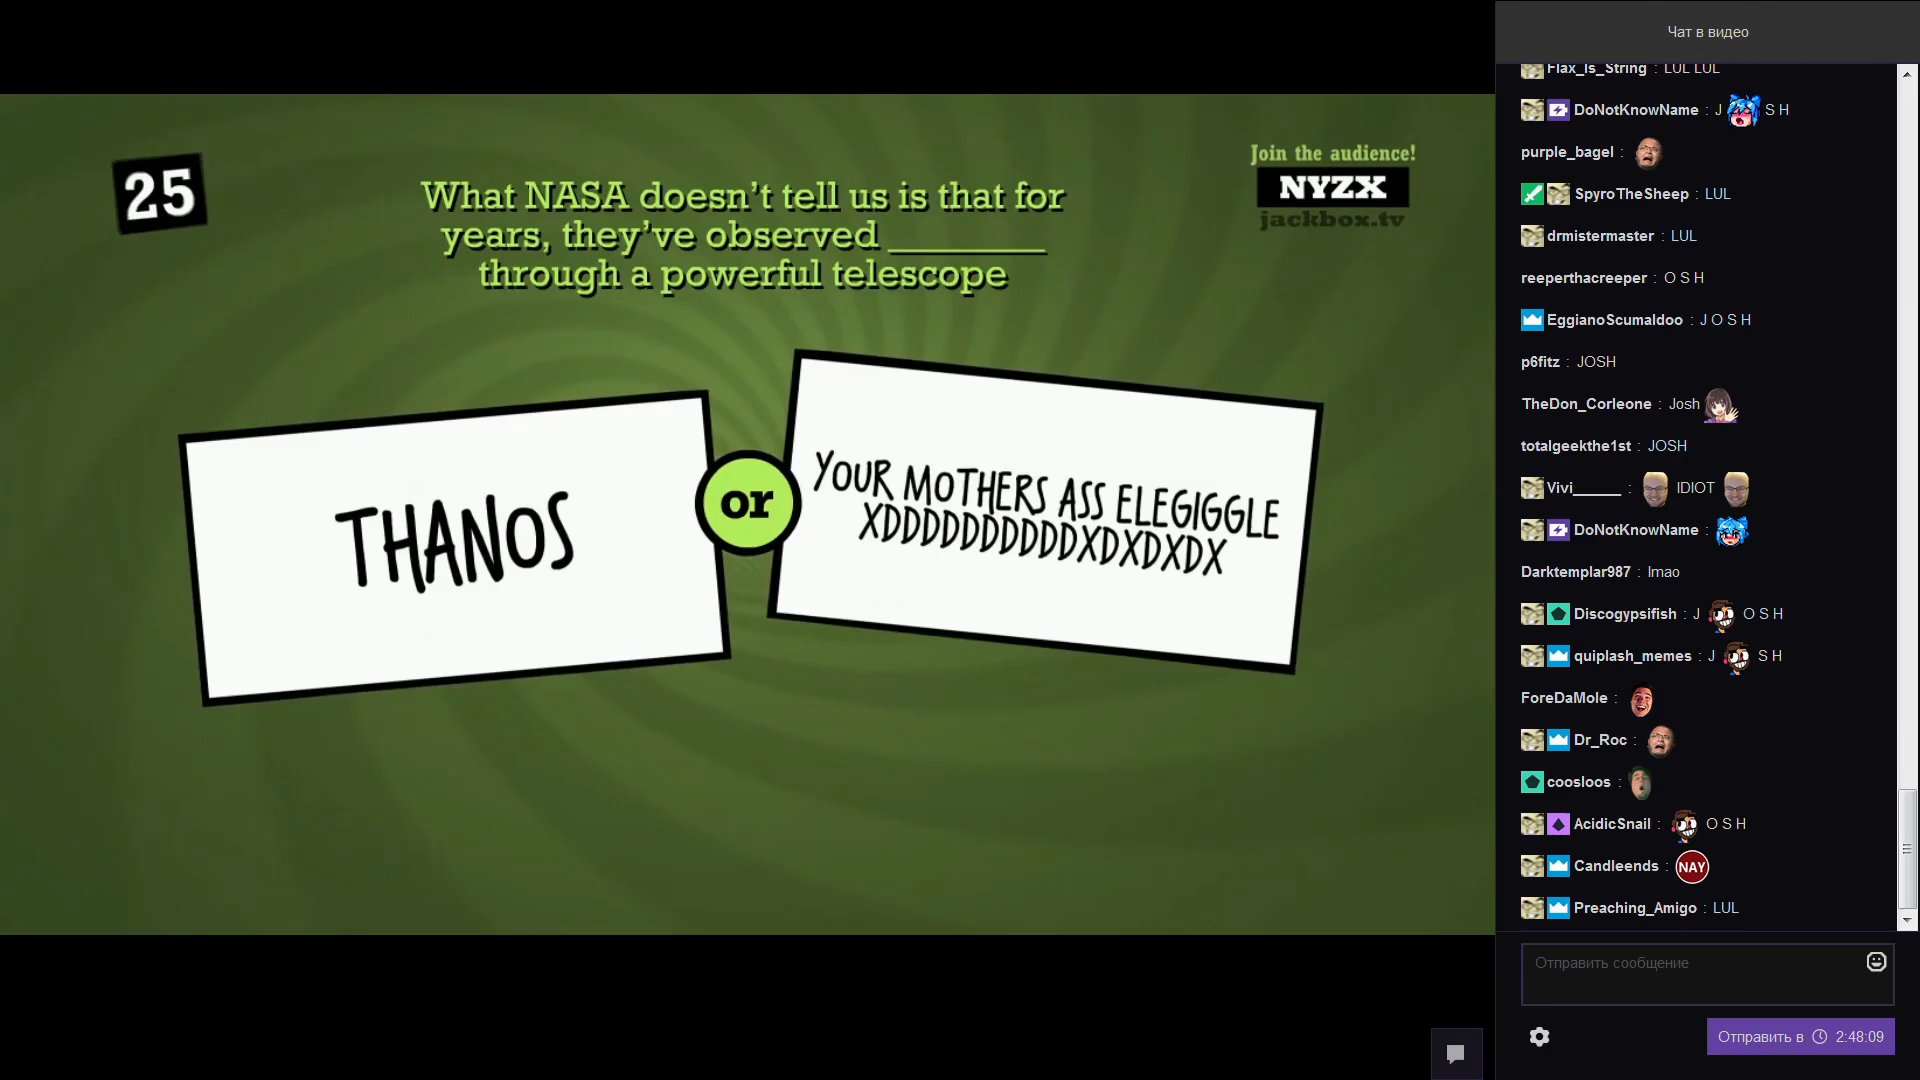 25
What NASA doesn't tell us is that for
years, they've observed ________
through a powerful telescope
Join the audience!
NYZX
jackbox.tv
THANOS
or
YOUR MOTHERS ASS ELEGIGGLE
XDDDDDDDDDDXDXDXDX
Чат в видео
Flax_Is_String : LUL LUL
DoNotKnowName : J S H
purple_bagel :
SpyroTheSheep : LUL
drmistermaster : LUL
reeperthacreeper : O S H
EggianoScumaldoo : J O S H
p6fitz : JOSH
TheDon_Corleone : Josh
totalgeekthe1st : JOSH
Vivi______ : IDIOT
DoNotKnowName :
Darktemplar987 : lmao
Discogypsifish : J O S H
quiplash_memes : J S H
ForeDaMole :
Dr_Roc :
coosloos :
AcidicSnail : O S H
Candleends : NAY
Preaching_Amigo : LUL
Отправить сообщение
Отправить в 2:48:09